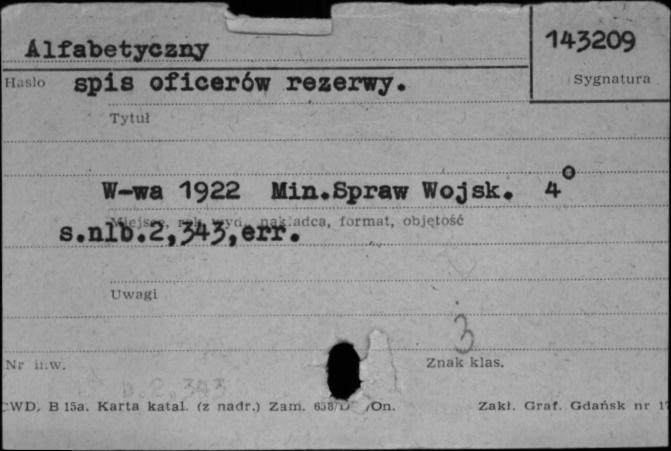 Alfabetyczny
143209
Hasło
spis oficerów rezerwy.
Sygnatura
Tytuł
W-wa 1922 Min.Spraw Wojsk. 4°
Miejsce, rok wyd., nakładca, format, objętość
s.nlb.2,343,err.
Uwagi
3
Nr inw.
Znak klas.
p 2,343
CWD. B 15a. Karta katal. (z nadr.) Zam. On.
Zakł. Graf. Gdańsk nr